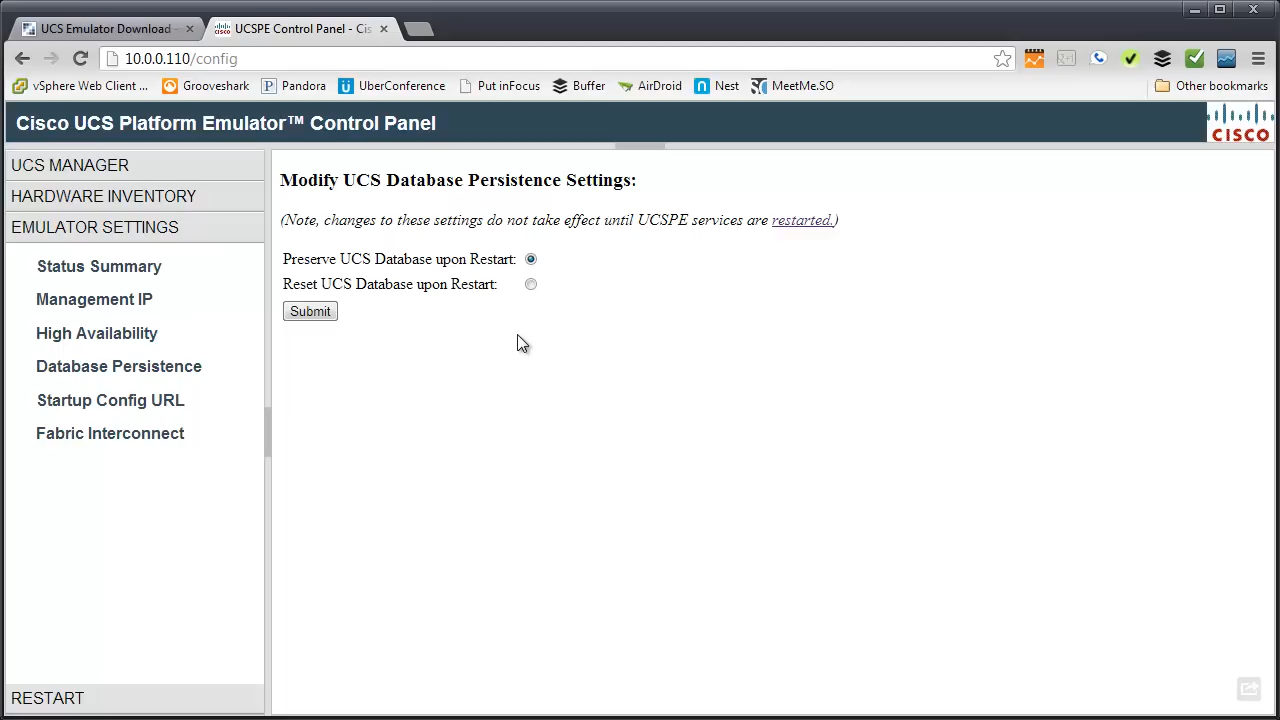 UCS Emulator Download
UCSPE Control Panel - Cis
10.0.0.110/config
vSphere Web Client ...
Grooveshark
Pandora
UberConference
Put inFocus
Buffer
AirDroid
Nest
MeetMe.SO
Other bookmarks
Cisco UCS Platform Emulator™ Control Panel
CISCO
UCS MANAGER
HARDWARE INVENTORY
EMULATOR SETTINGS
Status Summary
Management IP
High Availability
Database Persistence
Startup Config URL
Fabric Interconnect
RESTART
Modify UCS Database Persistence Settings:
(Note, changes to these settings do not take effect until UCSPE services are restarted.)
Preserve UCS Database upon Restart:
Reset UCS Database upon Restart:
Submit